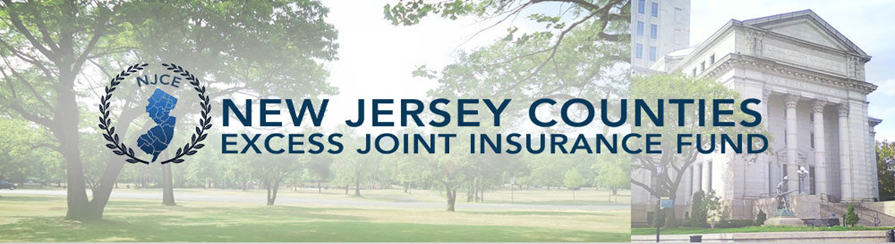 NJCE
NEW JERSEY COUNTIES
EXCESS JOINT INSURANCE FUND